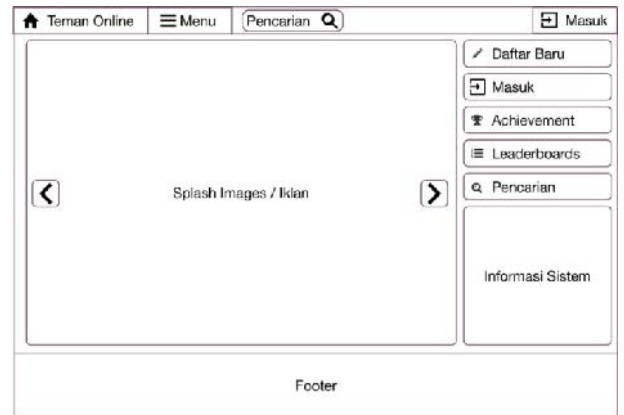 Teman Online
Menu
Pencarian
Masuk
Daftar Baru
Masuk
Achievement
Leaderboards
Pencarian
Splash Images / Iklan
Informasi Sistem
Footer